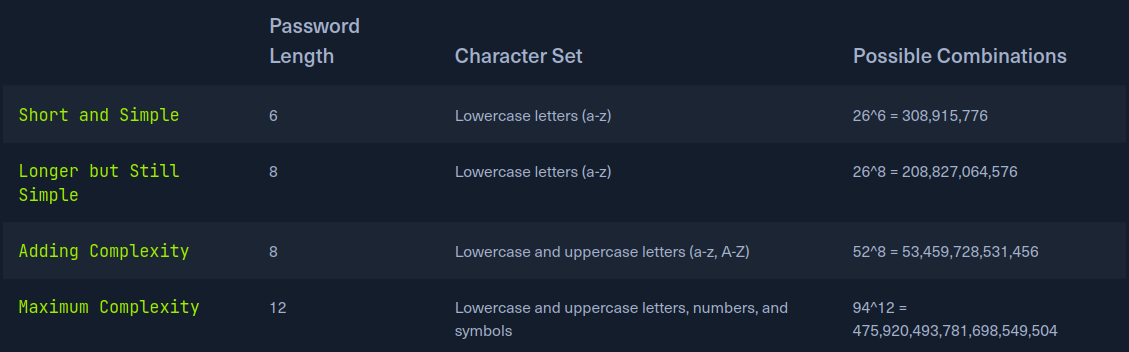 Password
Length
Character Set
Possible Combinations
Short and Simple
6
Lowercase letters (a-z)
26^6 = 308,915,776
Longer but Still
Simple
8
Lowercase letters (a-z)
26^8 = 208,827,064,576
Adding Complexity
8
Lowercase and uppercase letters (a-z, A-Z)
52^8 = 53,459,728,531,456
Maximum Complexity
12
Lowercase and uppercase letters, numbers, and
symbols
94^12 =
475,920,493,781,698,549,504